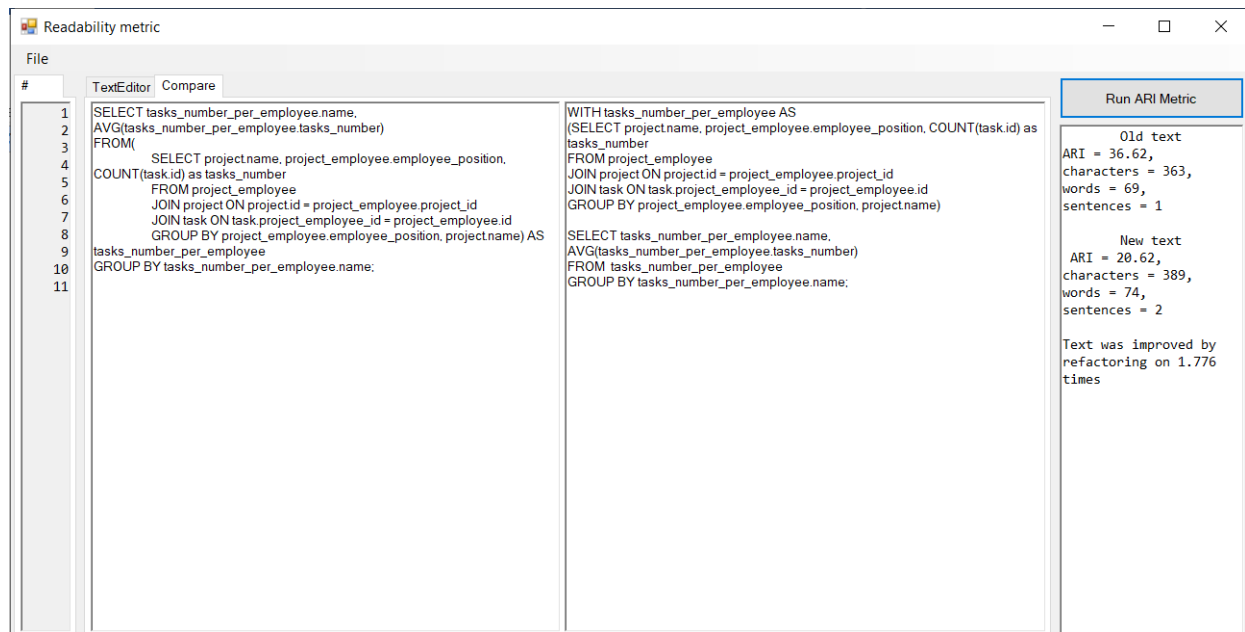 Readability metric
File
#
TextEditor
Compare
Run ARI Metric
1
2
3
4
5
6
7
8
9
10
11
SELECT tasks_number_per_employee.name,
AVG(tasks_number_per_employee.tasks_number)
FROM(
SELECT project.name, project_employee.employee_position,
COUNT(task.id) as tasks_number
FROM project_employee
JOIN project ON project.id = project_employee.project_id
JOIN task ON task.project_employee_id = project_employee.id
GROUP BY project_employee.employee_position, project.name) AS
tasks_number_per_employee
GROUP BY tasks_number_per_employee.name;
WITH tasks_number_per_employee AS
(SELECT project.name, project_employee.employee_position, COUNT(task.id) as
tasks_number
FROM project_employee
JOIN project ON project.id = project_employee.project_id
JOIN task ON task.project_employee_id = project_employee.id
GROUP BY project_employee.employee_position, project.name)
SELECT tasks_number_per_employee.name,
AVG(tasks_number_per_employee.tasks_number)
FROM tasks_number_per_employee
GROUP BY tasks_number_per_employee.name;
Old text
ARI = 36.62,
characters = 363,
words = 69,
sentences = 1
New text
ARI = 20.62,
characters = 389,
words = 74,
sentences = 2
Text was improved by
refactoring on 1.776
times